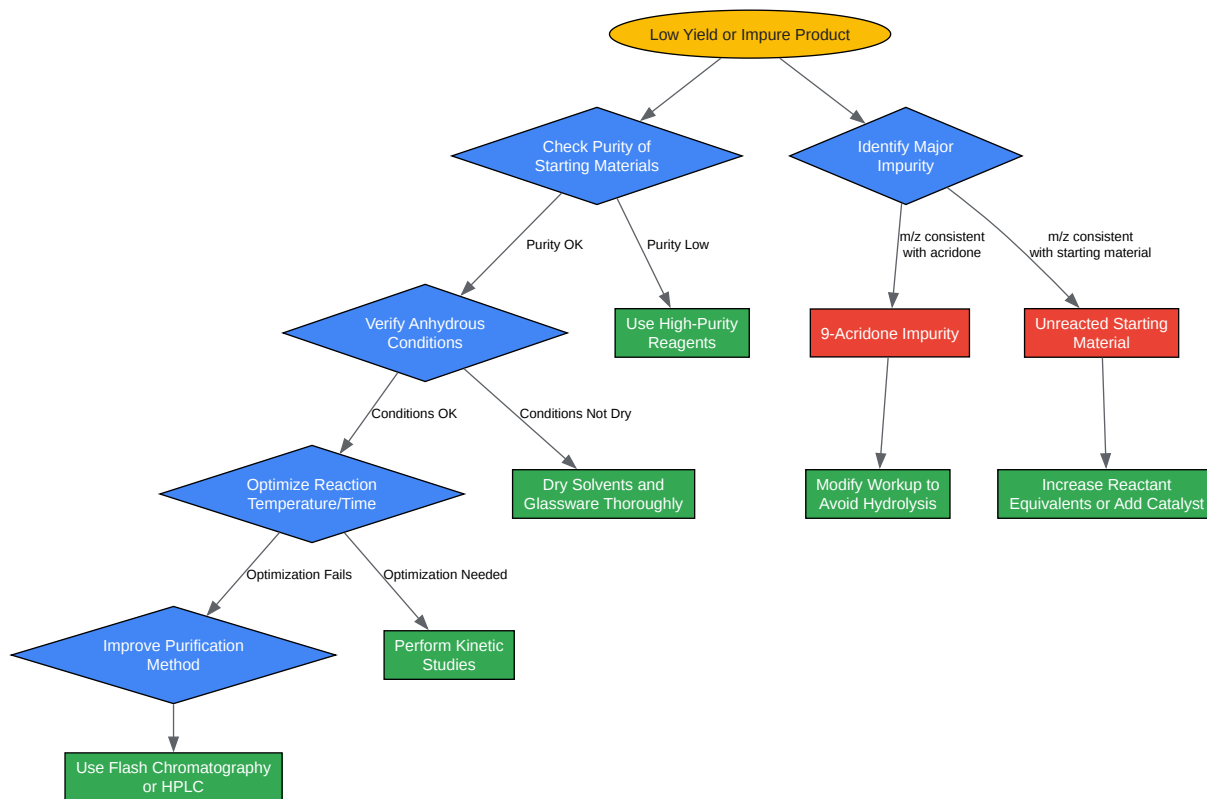 Low Yield or Impure Product
Check Purity of
Starting Materials
Identify Major
Impurity
Purity OK
Purity Low
m/z consistent
with acridone
m/z consistent
with starting material
Verify Anhydrous
Conditions
Use High-Purity
Reagents
9-Acridone Impurity
Unreacted Starting
Material
Conditions OK
Conditions Not Dry
Optimize Reaction
Temperature/Time
Dry Solvents and
Glassware Thoroughly
Modify Workup to
Avoid Hydrolysis
Increase Reactant
Equivalents or Add Catalyst
Optimization Fails
Optimization Needed
Improve Purification
Method
Perform Kinetic
Studies
Use Flash Chromatography
or HPLC